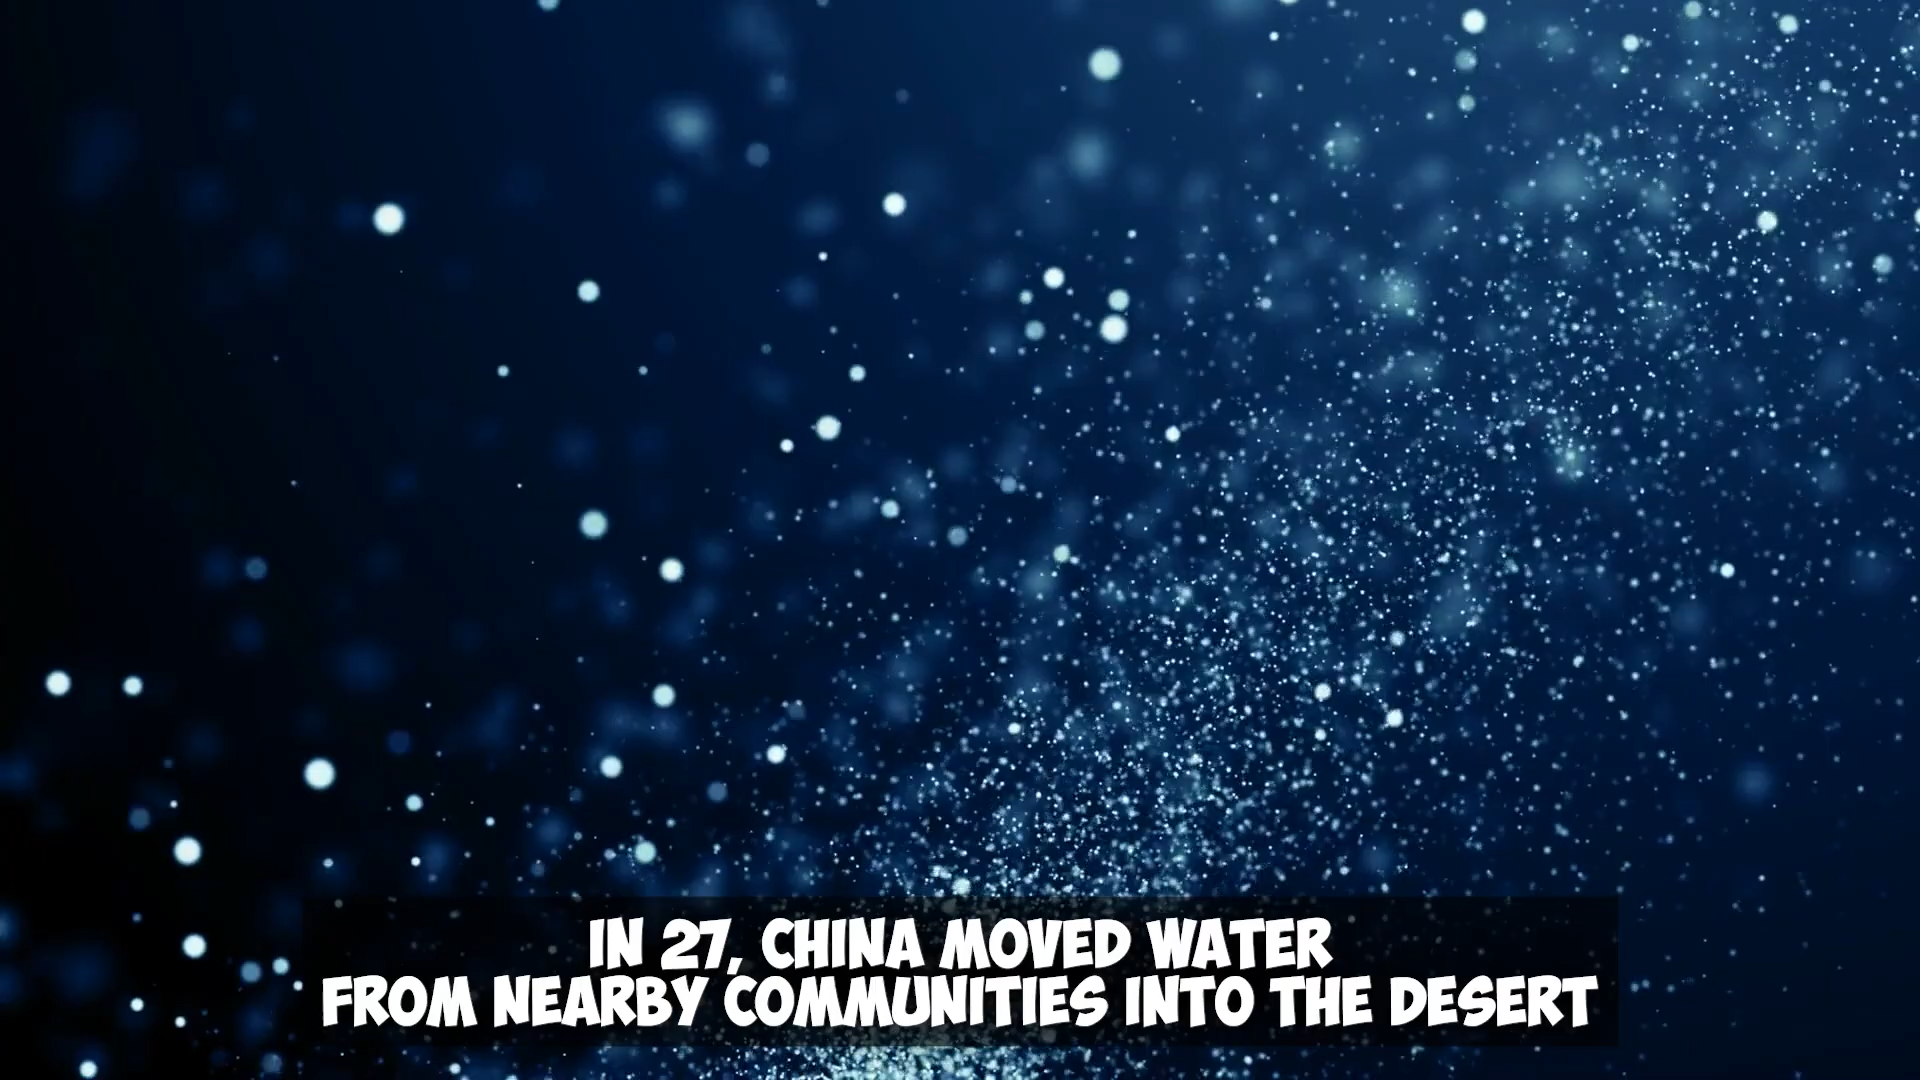 IN 27, CHINA MOVED WATER
FROM NEARBY COMMUNITIES INTO THE DESERT